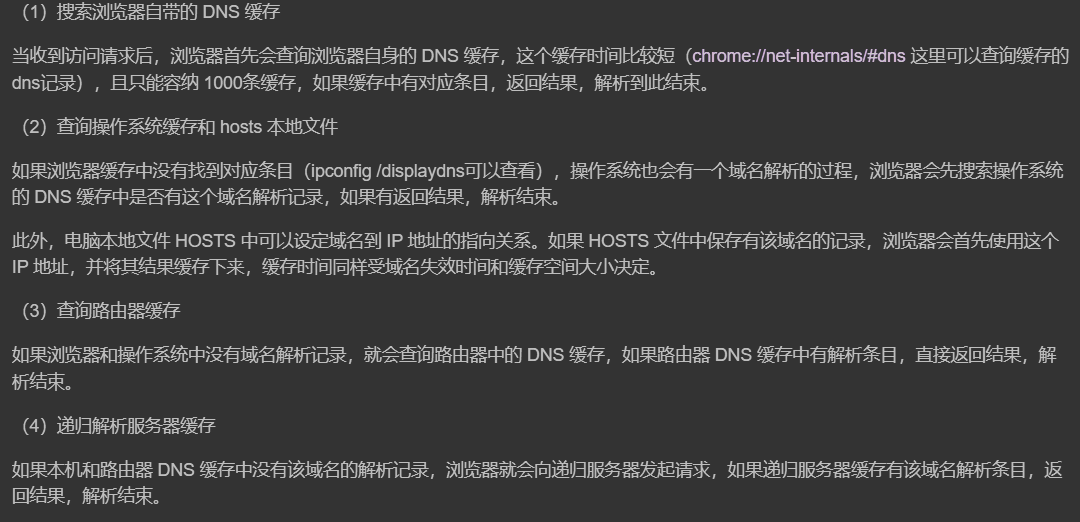 （1）搜索浏览器自带的 DNS 缓存
当收到访问请求后，浏览器首先会查询浏览器自身的 DNS 缓存，这个缓存时间比较短（chrome://net-internals/#dns 这里可以查询缓存的
dns记录），且只能容纳 1000条缓存，如果缓存中有对应条目，返回结果，解析到此结束。
（2）查询操作系统缓存和 hosts 本地文件
如果浏览器缓存中没有找到对应条目（ipconfig /displaydns可以查看），操作系统也会有一个域名解析的过程，浏览器会先搜索操作系统
的 DNS 缓存中是否有这个域名解析记录，如果有返回结果，解析结束。
此外，电脑本地文件 HOSTS 中可以设定域名到 IP 地址的指向关系。如果 HOSTS 文件中保存有该域名的记录，浏览器会首先使用这个
IP 地址，并将其结果缓存下来，缓存时间同样受域名失效时间和缓存空间大小决定。
（3）查询路由器缓存
如果浏览器和操作系统中没有域名解析记录，就会查询路由器中的 DNS 缓存，如果路由器 DNS 缓存中有解析条目，直接返回结果，解
析结束。
（4）递归解析服务器缓存
如果本机和路由器 DNS 缓存中没有该域名的解析记录，浏览器就会向递归服务器发起请求，如果递归服务器缓存有该域名解析条目，返
回结果，解析结束。